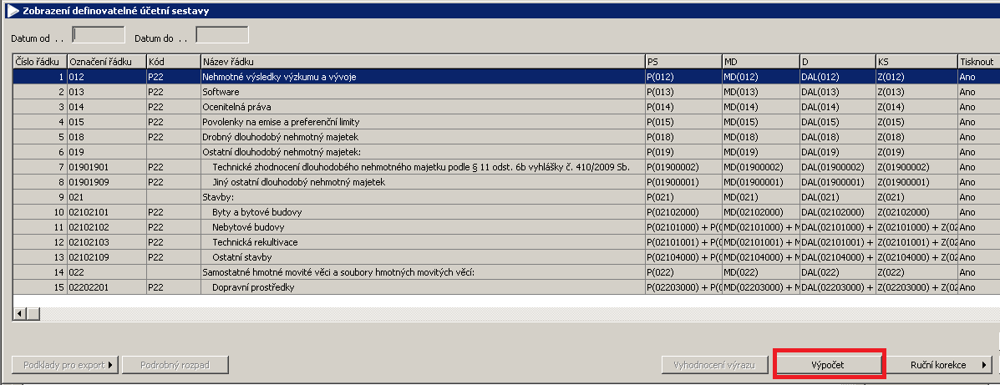 Zobrazení definovatelné účetní sestavy
Datum od . . Datum do . .
Číslo řádku Označení řádku Kód Název řádku PS MD D KS Tisknout
1 012 P22 Nehmotné výsledky výzkumu a vývoje P(012) MD(012) DAL(012) Z(012) Ano
2 013 P22 Software P(013) MD(013) DAL(013) Z(013) Ano
3 014 P22 Ocenitelná práva P(014) MD(014) DAL(014) Z(014) Ano
4 015 P22 Povolenky na emise a preferenční limity P(015) MD(015) DAL(015) Z(015) Ano
5 018 P22 Drobný dlouhodobý nehmotný majetek P(018) MD(018) DAL(018) Z(018) Ano
6 019 Ostatní dlouhodobý nehmotný majetek: P(019) MD(019) DAL(019) Z(019) Ano
7 01901901 P22 Technické zhodnocení dlouhodobého nehmotného majetku podle § 11 odst. 6b vyhlášky č. 410/2009 Sb. P(01900002) MD(01900002) DAL(01900002) Z(01900002) Ano
8 01901909 P22 Jiný ostatní dlouhodobý nehmotný majetek P(01900001) MD(01900001) DAL(01900001) Z(01900001) Ano
9 021 Stavby: P(021) MD(021) DAL(021) Z(021) Ano
10 02102101 P22 Byty a bytové budovy P(02102000) MD(02102000) DAL(02102000) Z(02102000) Ano
11 02102102 P22 Nebytové budovy P(02101000) + P(0 MD(02101000) + M DAL(02101000) + Z(02101000) + Z(02 Ano
12 02102103 P22 Technická rekultivace P(02101001) + P(0 MD(02101001) + M DAL(02101001) + Z(02101001) + Z(02 Ano
13 02102109 P22 Ostatní stavby P(02104000) + P(0 MD(02104000) + M DAL(02104000) + Z(02104000) + Z(02 Ano
14 022 Samostatné hmotné movité věci a soubory hmotných movitých věcí: P(022) MD(022) DAL(022) Z(022) Ano
15 02202201 P22 Dopravní prostředky P(02203000) + P(0 MD(02203000) + M DAL(02203000) + Z(02203000) + Z(02 Ano
Podklady pro export Podrobný rozpad Vyhodnocení výrazu Výpočet Ruční korekce